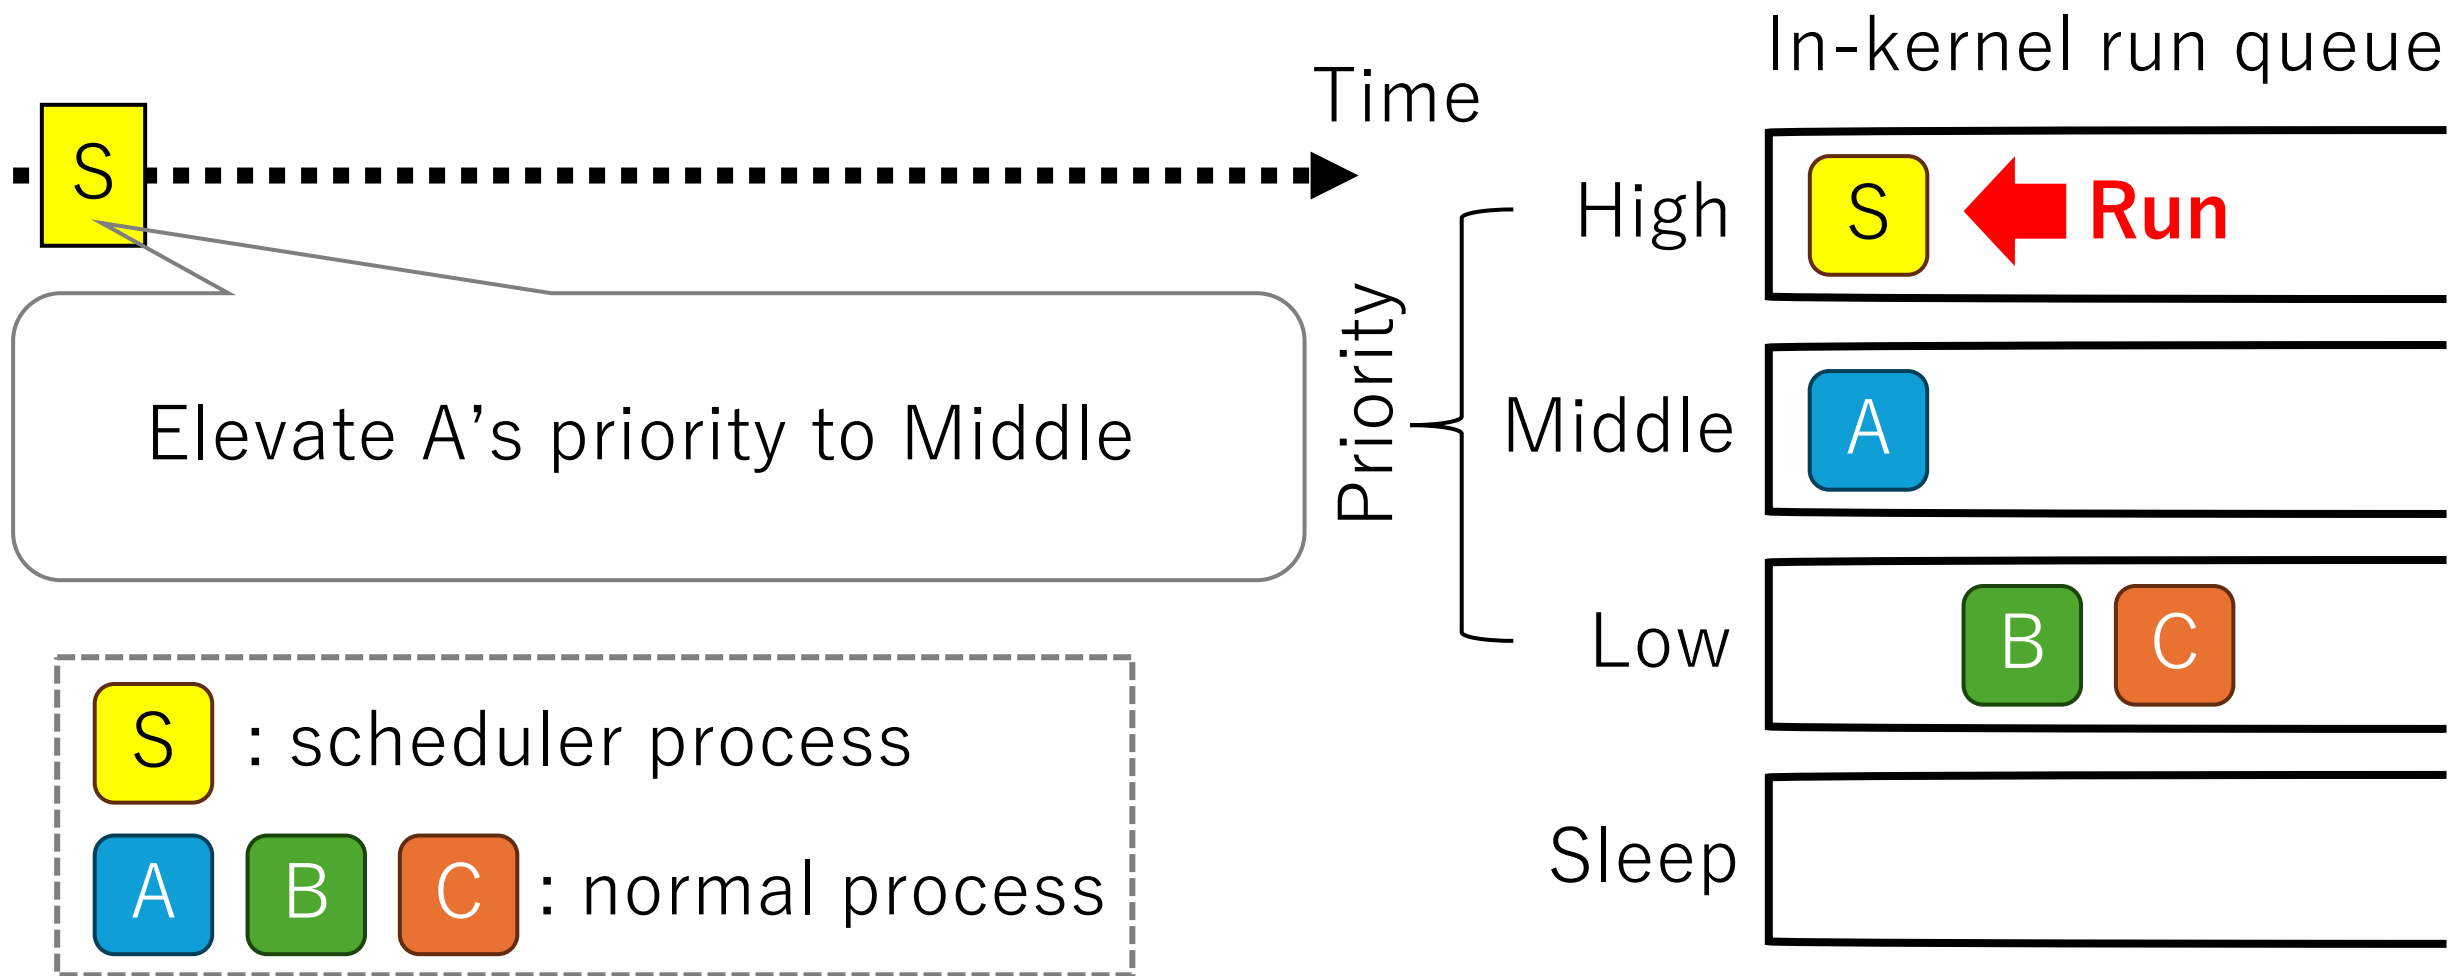 In-kernel run queue
Time
S
Elevate A’s priority to Middle
Priority
High
S
Run
Middle
A
Low
B C
Sleep
S : scheduler process
A B C : normal process